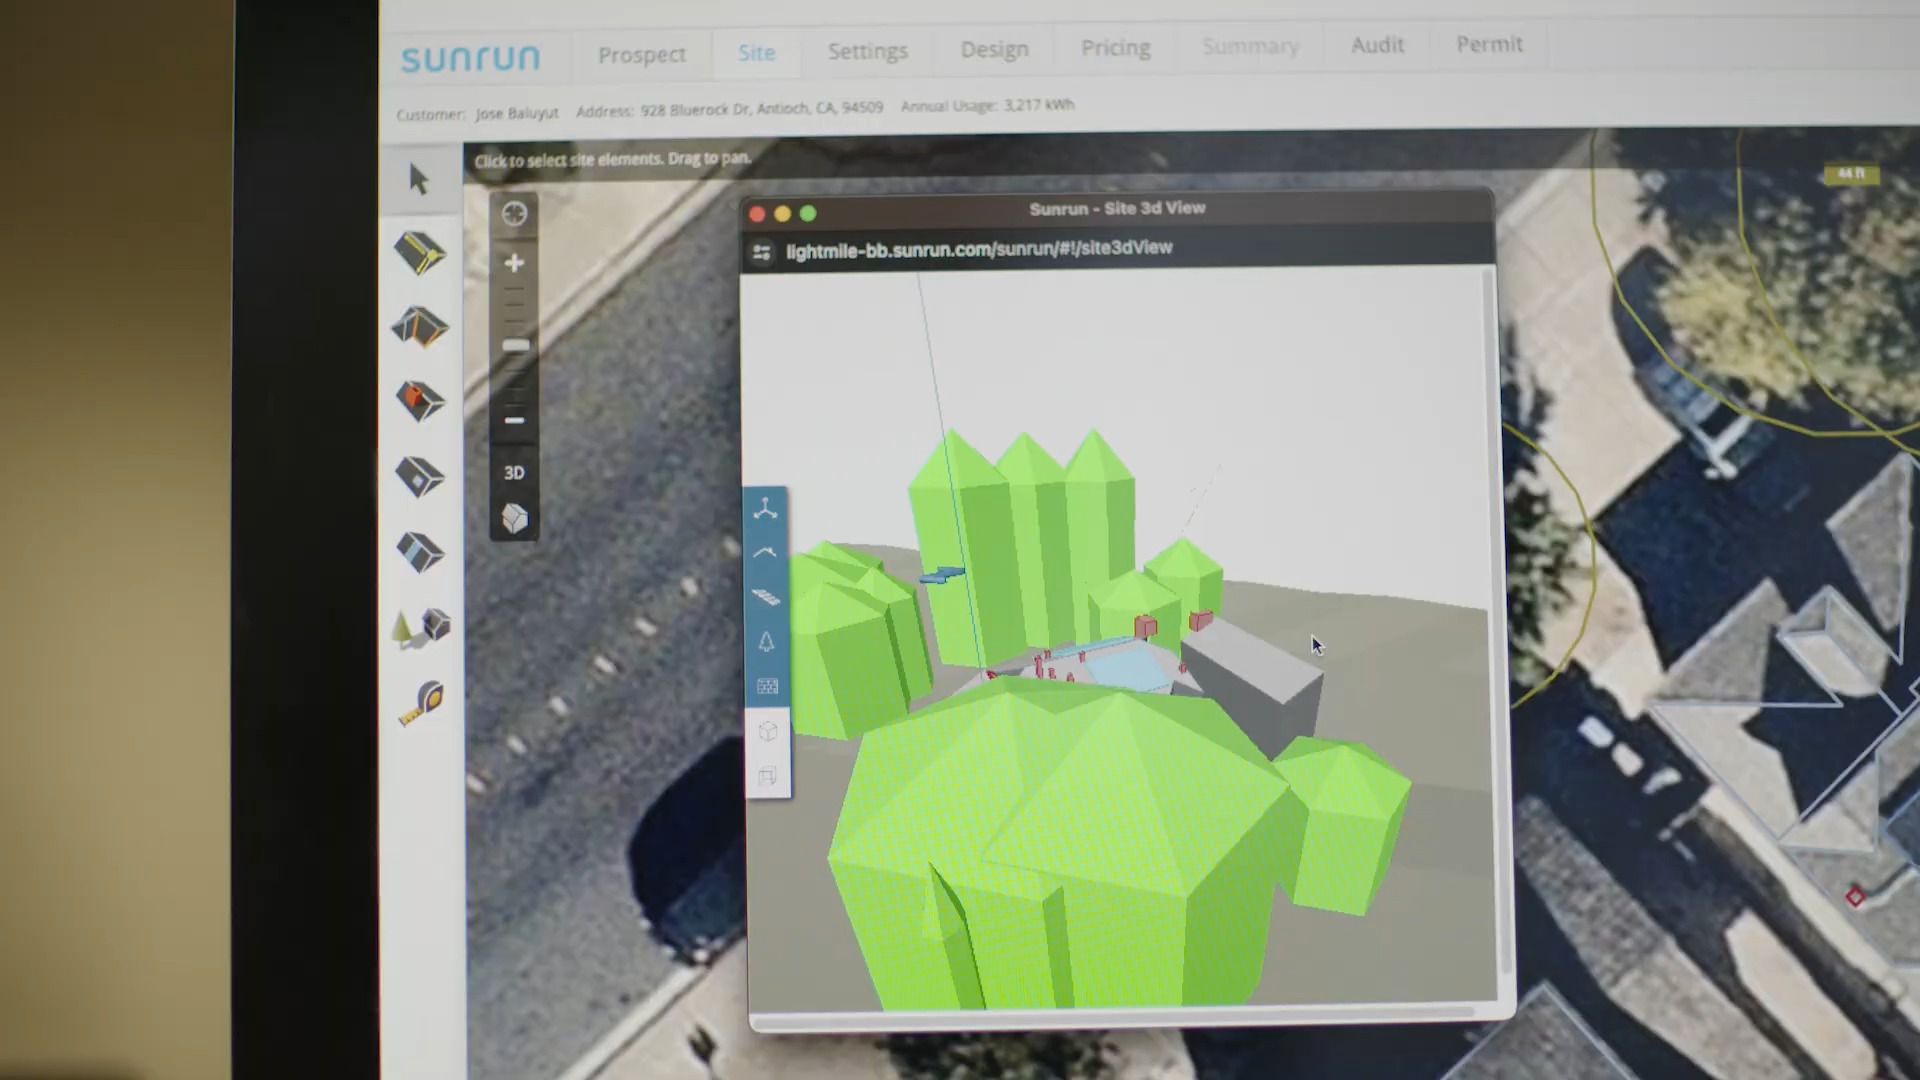 sunrun Prospect Site Settings Design Pricing Summary Audit Permit
Customer: Jose Baluyut Address: 928 Bluerock Dr, Antioch, CA, 94509 Annual Usage: 3,217 kWh
Click to select site elements. Drag to pan.
44 ft
Sunrun - Site 3d View
lightmile-bb.sunrun.com/sunrun/#!/site3dView
3D